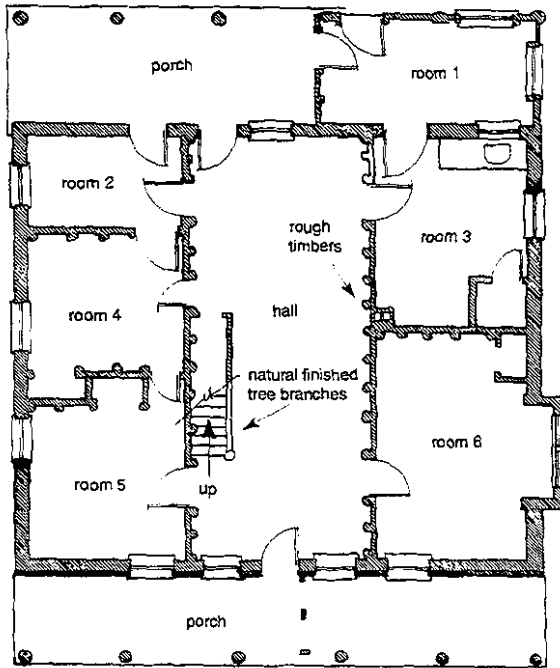 porch
room 1
room 2
rough
timbers
room 3
room 4
hall
natural finished
tree branches
room 6
room 5
up
porch